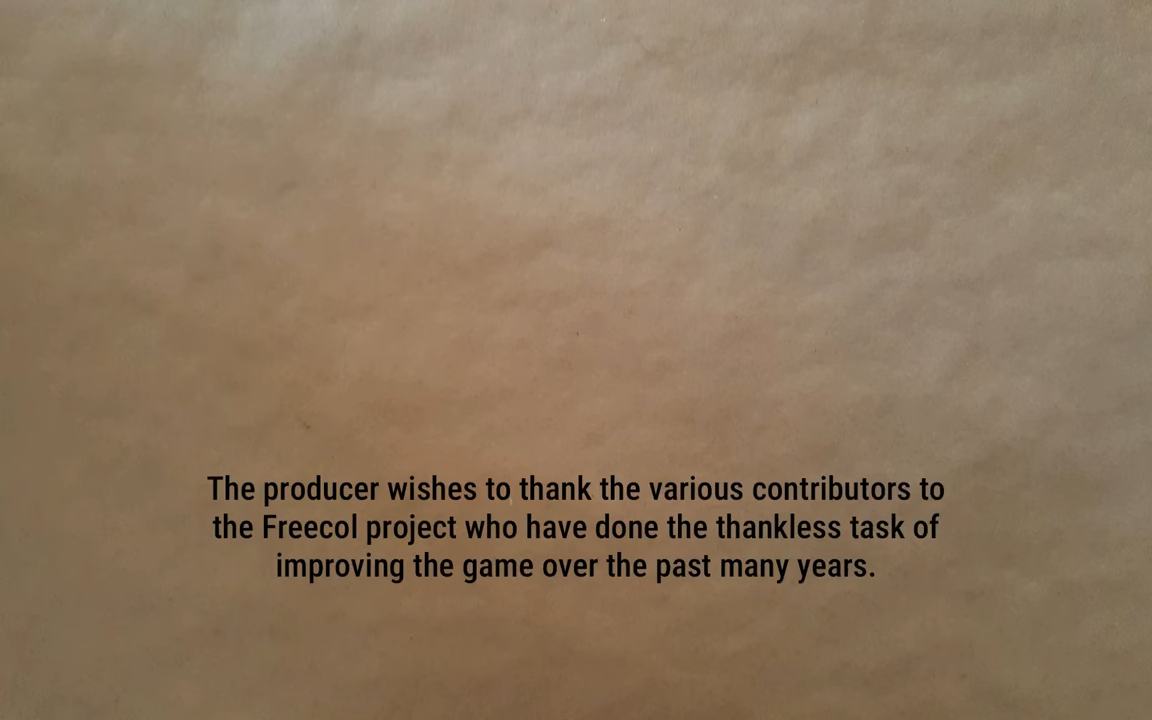 The producer wishes to thank the various contributors to
the Freecol project who have done the thankless task of
improving the game over the past many years.